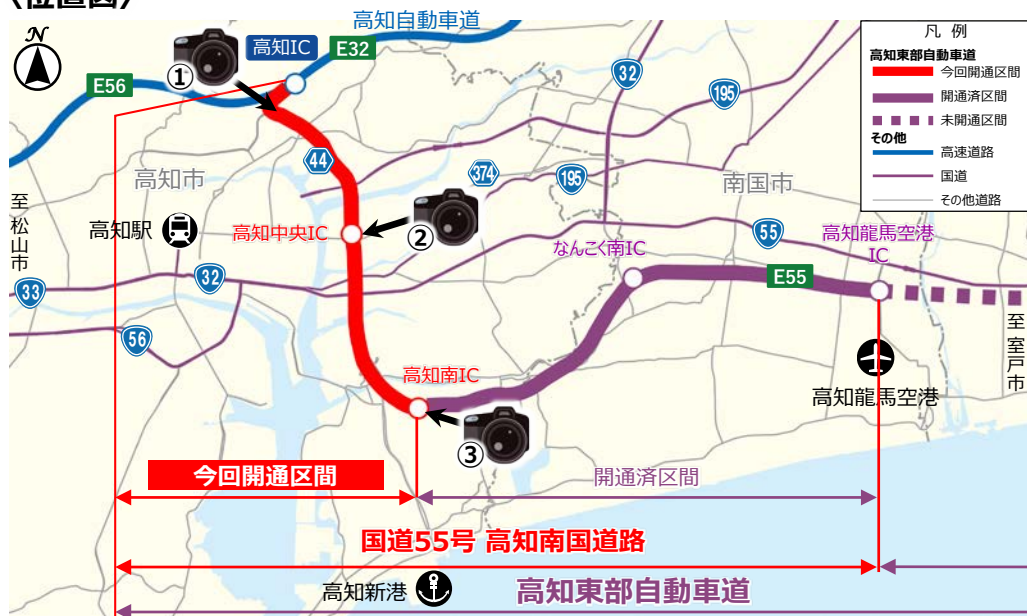 〈位置図〉
N
高知自動車道
高知IC
E32
①
E56
32
195
凡 例
高知東部自動車道
今回開通区間
開通済区間
未開通区間
その他
高速道路
国道
その他道路
44
高知市
374
195
南国市
至松山市
高知駅
高知中央IC
②
なんこく南IC
55
高知龍馬空港
IC
32
33
E55
56
至室戸市
高知南IC
高知龍馬空港
③
今回開通区間
開通済区間
国道55号 高知南国道路
高知新港
高知東部自動車道